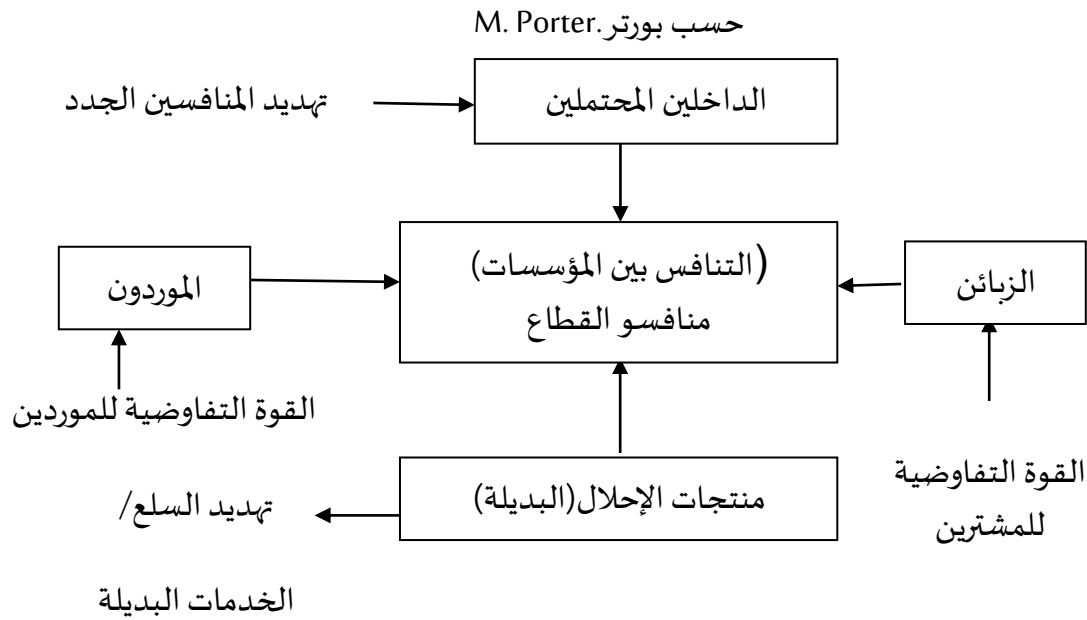 حسب بورتر.M. Porter
الداخلين المحتملين
تهديد المنافسين الجدد
(التنافس بين المؤسسات)
منافسو القطاع
الزبائن
الموردون
القوة التفاوضية للموردين
القوة التفاوضية
للمشترين
منتجات الإحلال(البديلة)
تهديد السلع/
الخدمات البديلة